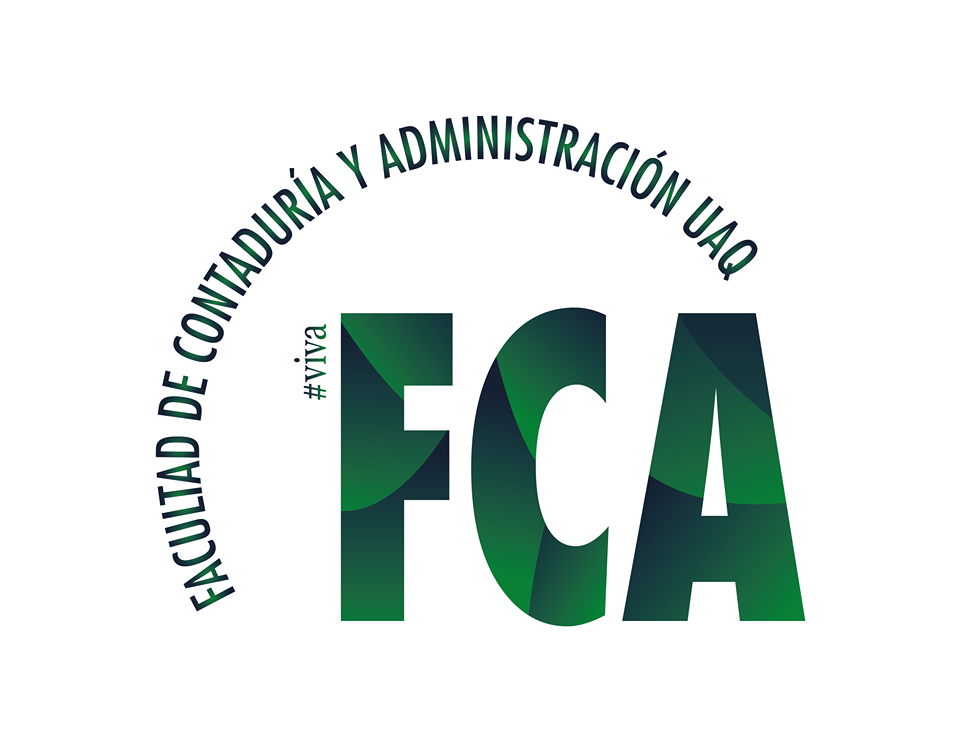 FACULTAD DE CONTADURÍA Y ADMINISTRACIÓN UAQ
#viva
FCA